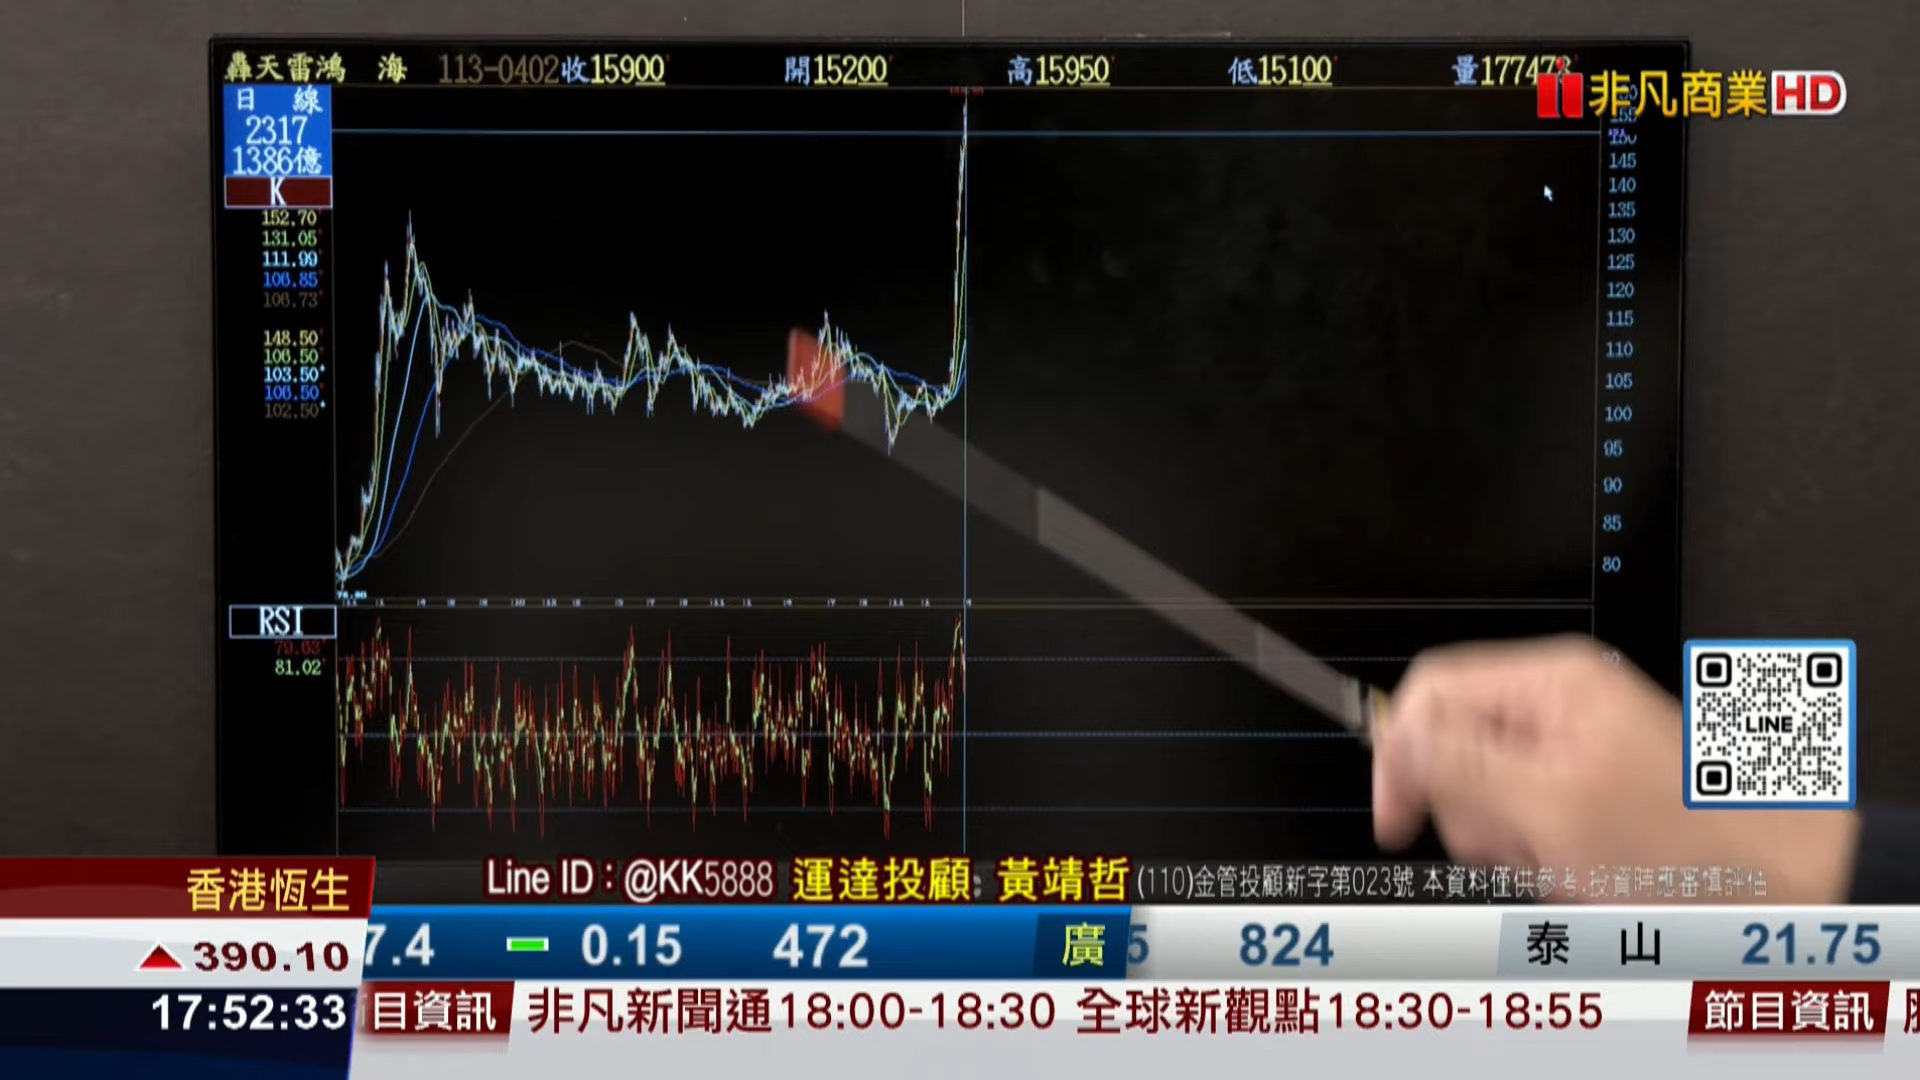 轟天雷鴻 海 113-0402收15900 開15200 高15950 低15100 量17747
非凡商業HD
日 線
2317
1386億
K
152.70
131.05
111.99
106.85
106.73
148.50
106.50
103.50
106.50
102.50
155
150
145
140
135
130
125
120
115
110
105
100
95
90
85
80
RSI
70.63
81.02
LINE
Line ID：@KK5888 運達投顧: 黃靖哲 (110)金管投顧新字第023號 本資料僅供參考,投資時應審慎評估
香港恆生
390.10
7.4 0.15 472 廣 5 824 泰 山 21.75
17:52:33
目資訊 非凡新聞通18:00-18:30 全球新觀點18:30-18:55 節目資訊